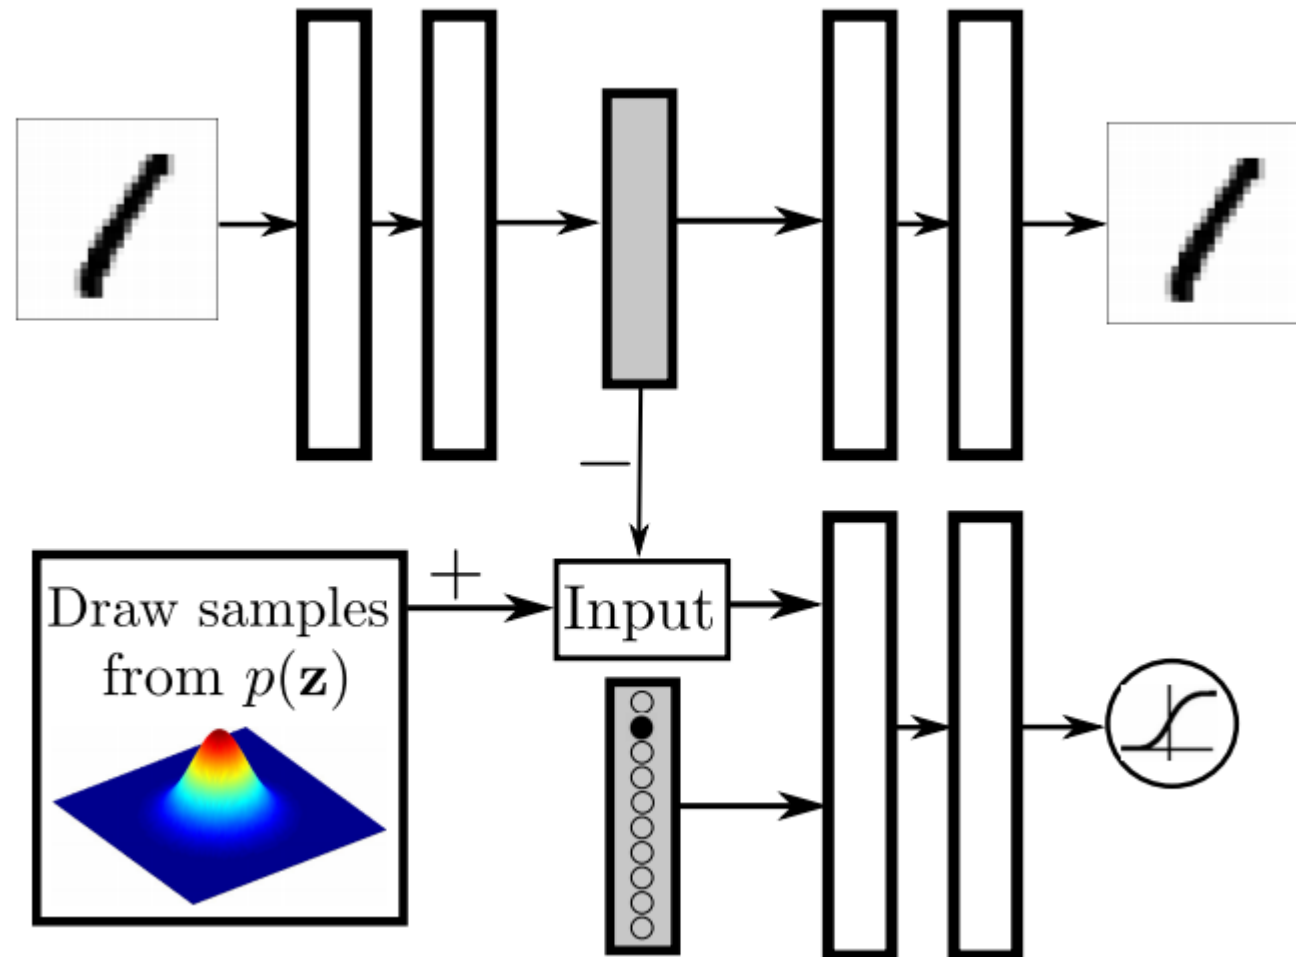 −
+
Draw samples
from p(z)
Input